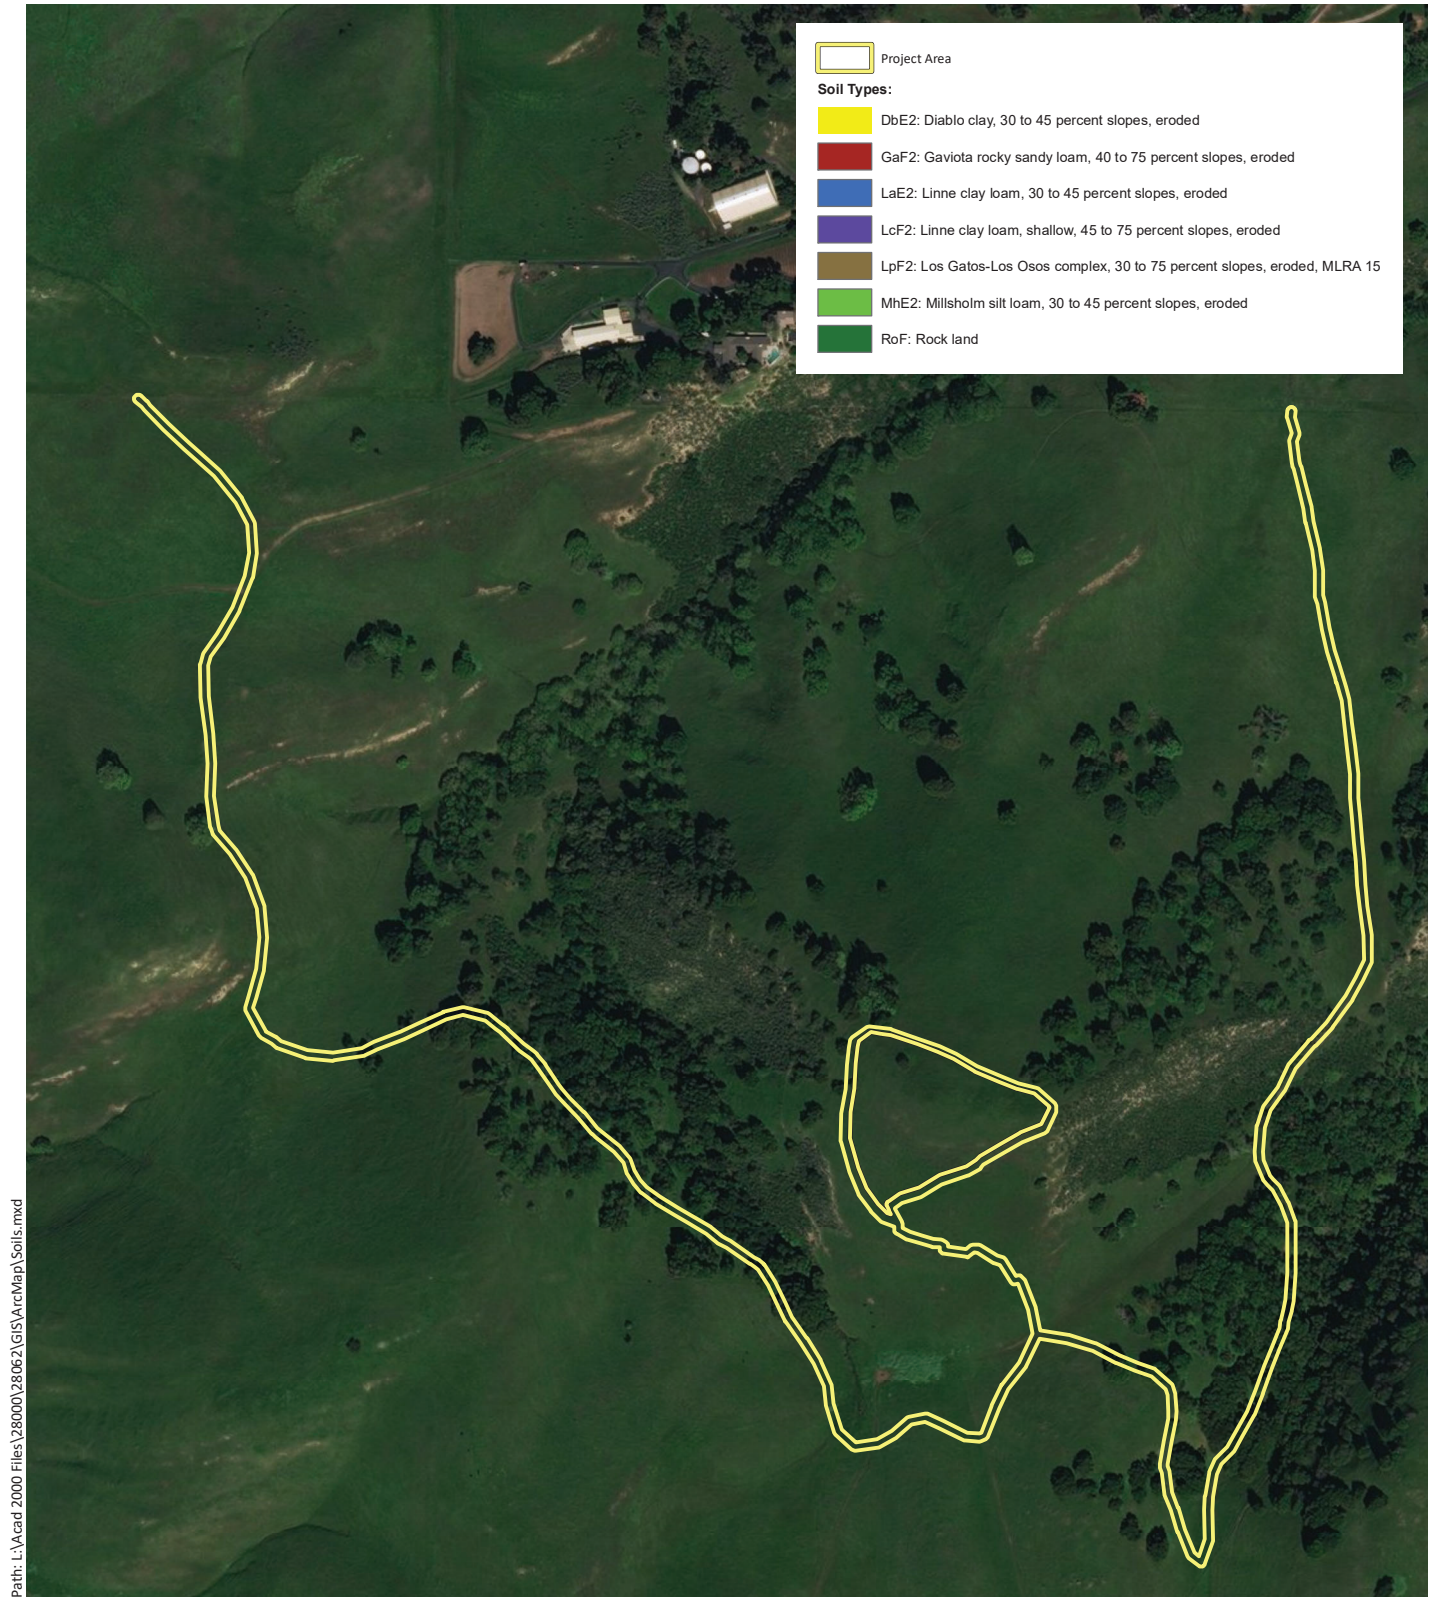 Project Area
Soil Types:
DbE2: Diablo clay, 30 to 45 percent slopes, eroded
GaF2: Gaviota rocky sandy loam, 40 to 75 percent slopes, eroded
LaE2: Linne clay loam, 30 to 45 percent slopes, eroded
LcF2: Linne clay loam, shallow, 45 to 75 percent slopes, eroded
LpF2: Los Gatos-Los Osos complex, 30 to 75 percent slopes, eroded, MLRA 15
MhE2: Millsholm silt loam, 30 to 45 percent slopes, eroded
RoF: Rock land
Path: L:\Acad 2000 Files\28000\28062\GIS\ArcMap\Soils.mxd